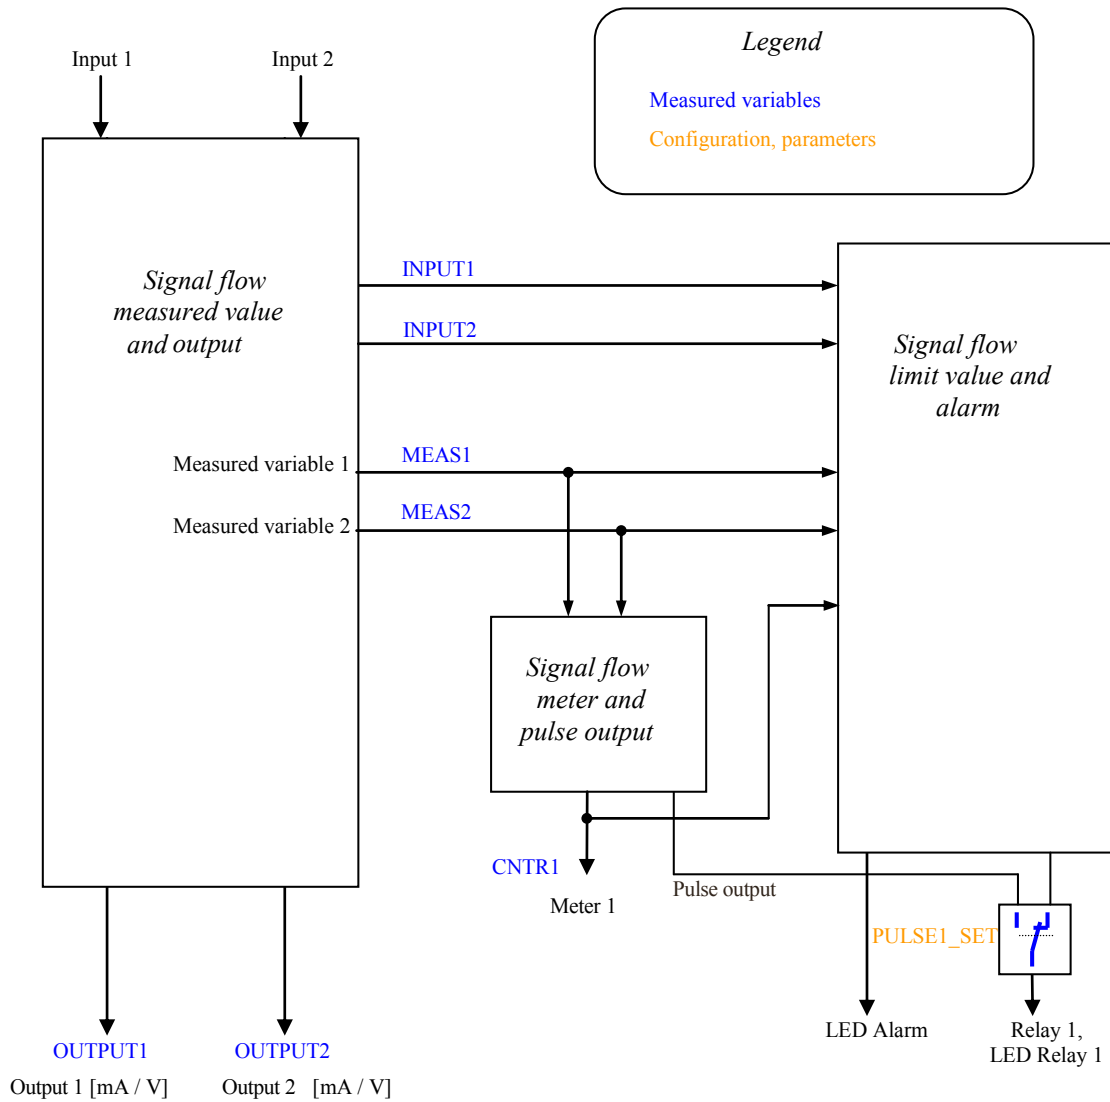 Legend
Measured variables
Configuration, parameters
Input 1
Input 2
Signal flow
measured value
and output
INPUT1
INPUT2
Measured variable 1
MEAS1
Measured variable 2
MEAS2
Signal flow
limit value and
alarm
Signal flow
meter and
pulse output
CNTR1
Meter 1
Pulse output
PULSE1_SET
LED Alarm
Relay 1,
LED Relay 1
OUTPUT1
OUTPUT2
Output 1 [mA / V]
Output 2 [mA / V]